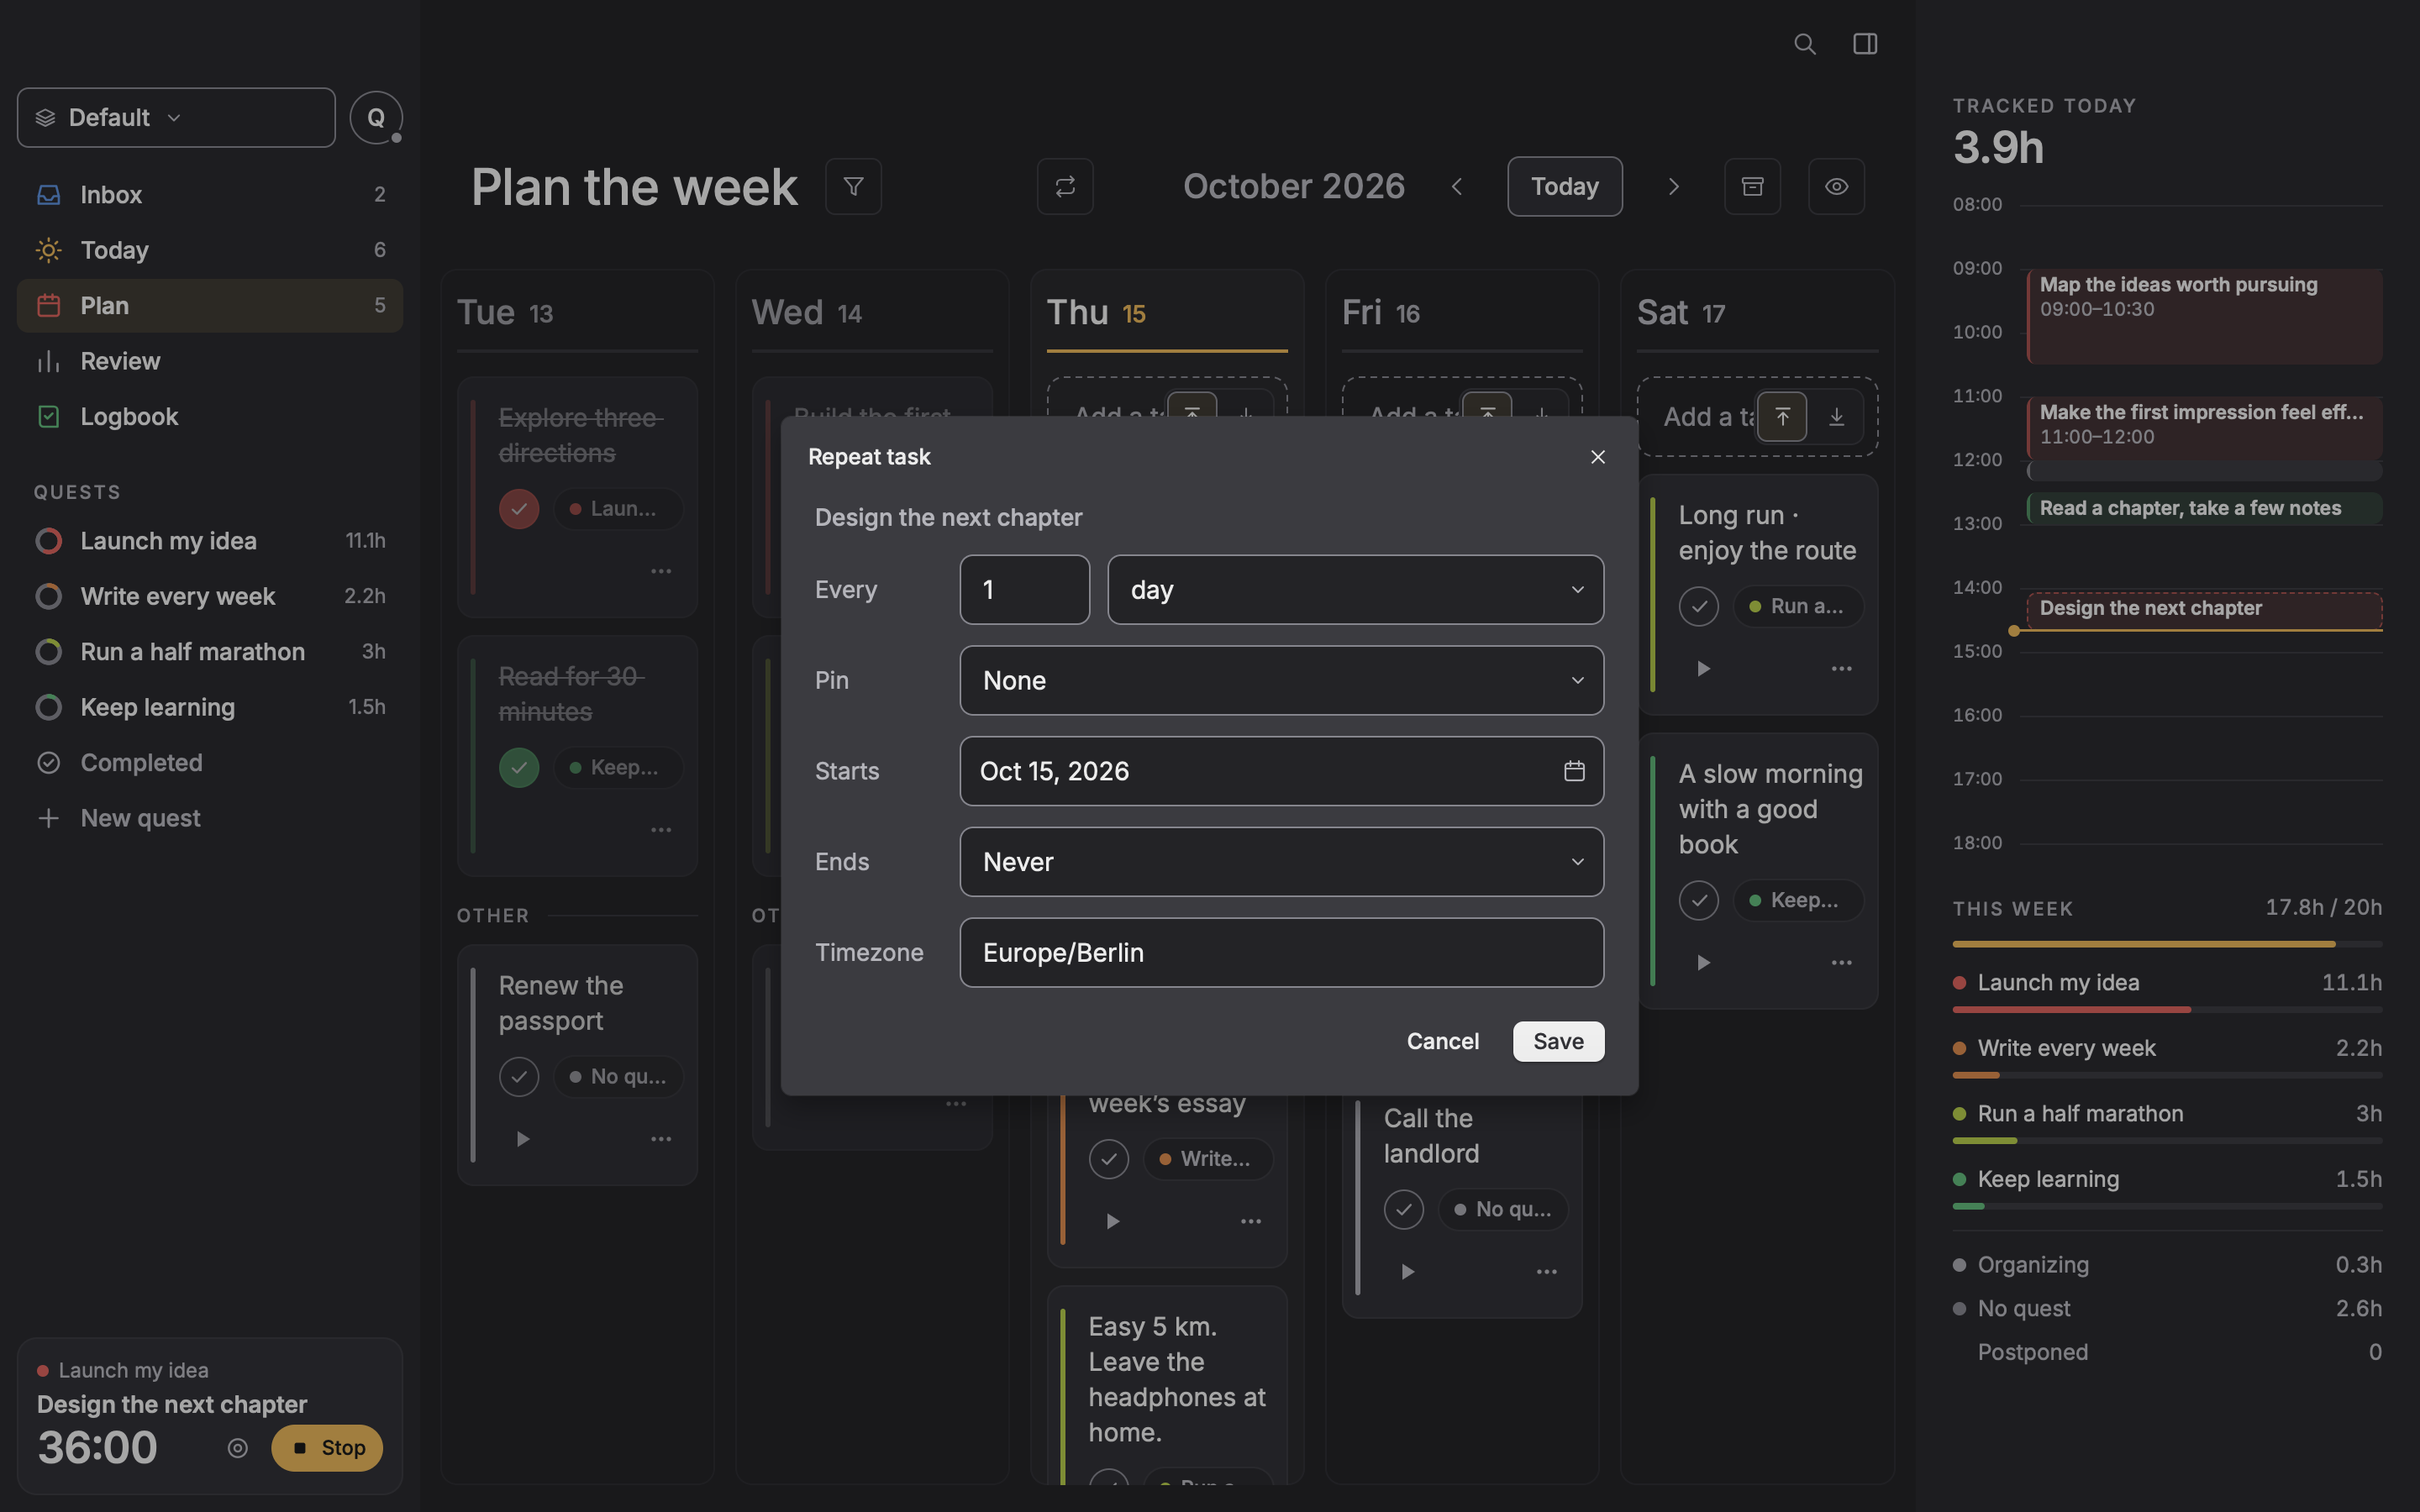 Default
Q
Inbox 2
Today 6
Plan 5
Review
Logbook
QUESTS
Launch my idea 11.1h
Write every week 2.2h
Run a half marathon 3h
Keep learning 1.5h
Completed
New quest
Launch my idea
Design the next chapter
36:00 Stop
Plan the week
October 2026 Today
Tue 13
Explore three
directions
Laun...
Read for 30
minutes
Keep...
OTHER
Renew the
passport
No qu...
Wed 14
Build the first
Thu 15
week's essay
Write...
Easy 5 km.
Leave the
headphones at
home.
Fri 16
Call the
landlord
No qu...
Sat 17
Add a ta
Long run ·
enjoy the route
Run a...
A slow morning
with a good
book
Keep...
Repeat task
Design the next chapter
Every 1 day
Pin None
Starts Oct 15, 2026
Ends Never
Timezone Europe/Berlin
Cancel Save
TRACKED TODAY
3.9h
08:00
09:00
Map the ideas worth pursuing
09:00–10:30
10:00
11:00
Make the first impression feel eff...
11:00–12:00
12:00
Read a chapter, take a few notes
13:00
14:00
Design the next chapter
15:00
16:00
17:00
18:00
THIS WEEK 17.8h / 20h
Launch my idea 11.1h
Write every week 2.2h
Run a half marathon 3h
Keep learning 1.5h
Organizing 0.3h
No quest 2.6h
Postponed 0